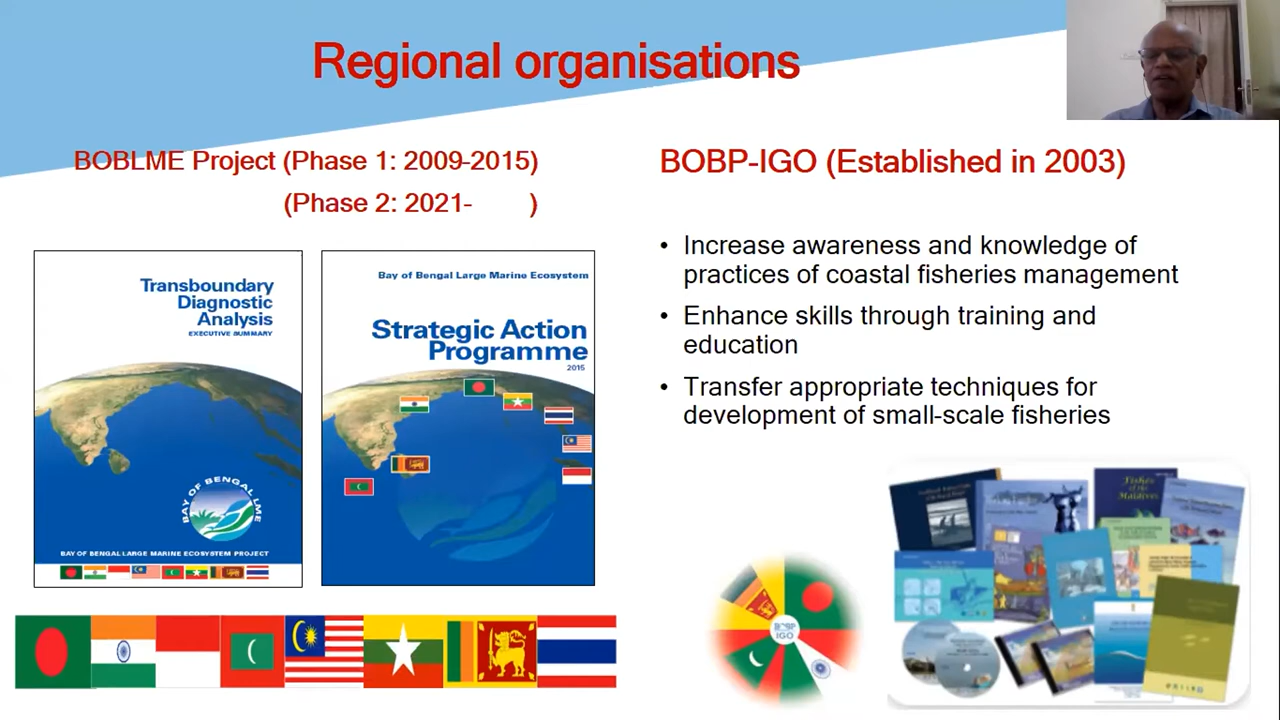 Regional organisations
BOBLME Project (Phase 1: 2009-2015)
(Phase 2: 2021- )
Transboundary
Diagnostic
Analysis
EXECUTIVE SUMMARY
BAY OF BENGAL LME
BAY OF BENGAL LARGE MARINE ECOSYSTEM PROJECT
Bay of Bengal Large Marine Ecosystem
Strategic Action
Programme
2015
BOBP-IGO (Established in 2003)
• Increase awareness and knowledge of
practices of coastal fisheries management
• Enhance skills through training and
education
• Transfer appropriate techniques for
development of small-scale fisheries
BOBP
IGO
Fishes
of the
Maldives